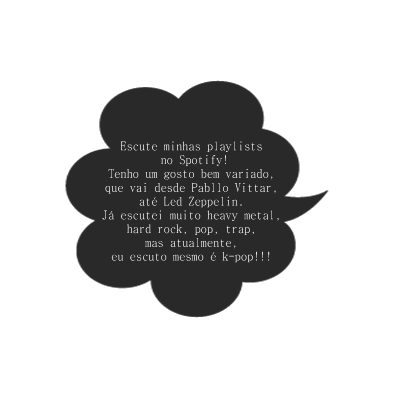 Escute minhas playlists
no Spotify!
Tenho um gosto bem variado,
que vai desde Pabllo Vittar,
até Led Zeppelin.
Já escutei muito heavy metal,
hard rock, pop, trap,
mas atualmente,
eu escuto mesmo é k-pop!!!